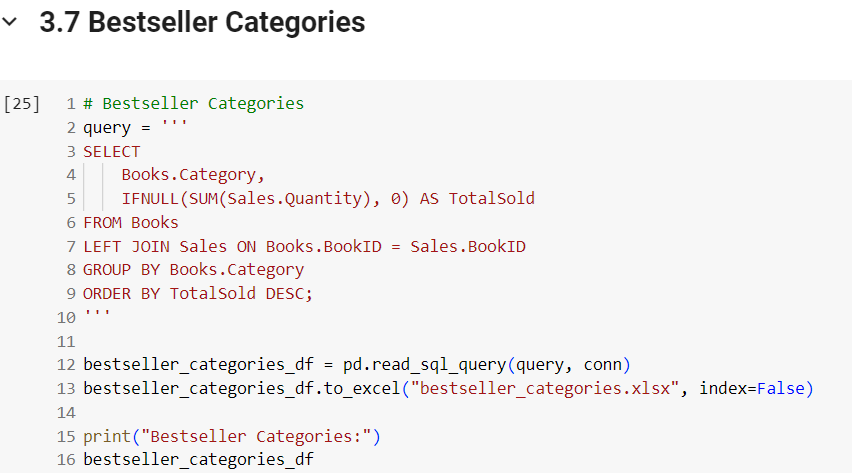 3.7 Bestseller Categories
[25] 1 # Bestseller Categories
2 query = '''
3 SELECT
4     Books.Category,
5     IFNULL(SUM(Sales.Quantity), 0) AS TotalSold
6 FROM Books
7 LEFT JOIN Sales ON Books.BookID = Sales.BookID
8 GROUP BY Books.Category
9 ORDER BY TotalSold DESC;
10 '''
11
12 bestseller_categories_df = pd.read_sql_query(query, conn)
13 bestseller_categories_df.to_excel("bestseller_categories.xlsx", index=False)
14
15 print("Bestseller Categories:")
16 bestseller_categories_df